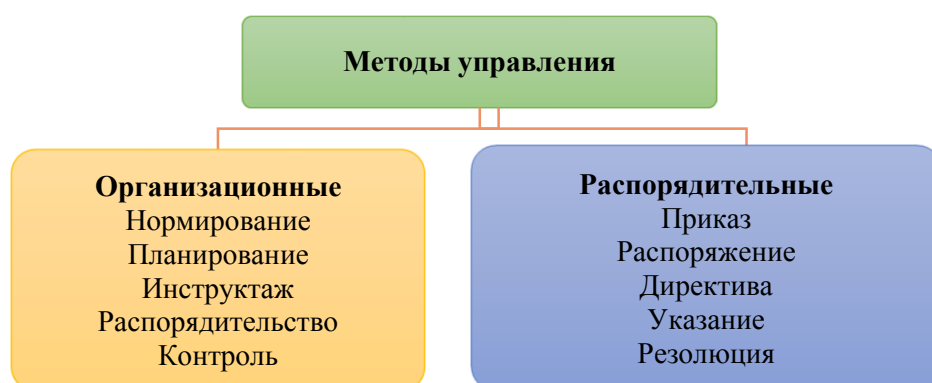 Методы управления
Организационные
Нормирование
Планирование
Инструктаж
Распорядительство
Контроль
Распорядительные
Приказ
Распоряжение
Директива
Указание
Резолюция